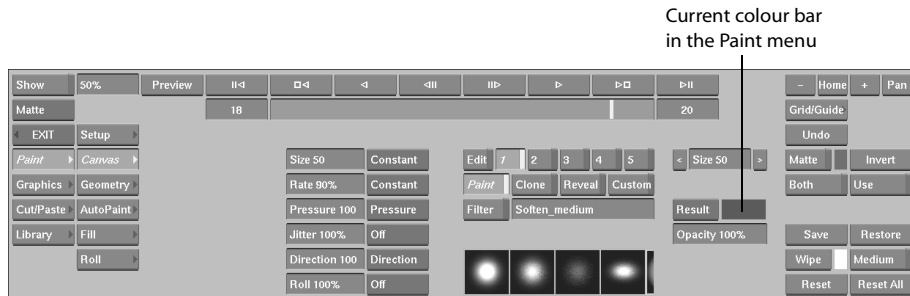 Current colour bar
in the Paint menu
Show 50% Preview - Home + Pan
Matte 18 20 Grid/Guide
EXIT Setup Undo
Paint Canvas Size 50 Constant Edit 1 2 3 4 5 < Size 50 > Matte Invert
Graphics Geometry Rate 90% Constant Paint Clone Reveal Custom Both Use
Cut/Paste AutoPaint Pressure 100 Pressure Filter Soften_medium Result
Library Fill Jitter 100% Off Opacity 100% Save Restore
Roll Direction 100 Direction Wipe Medium
Roll 100% Off Reset Reset All